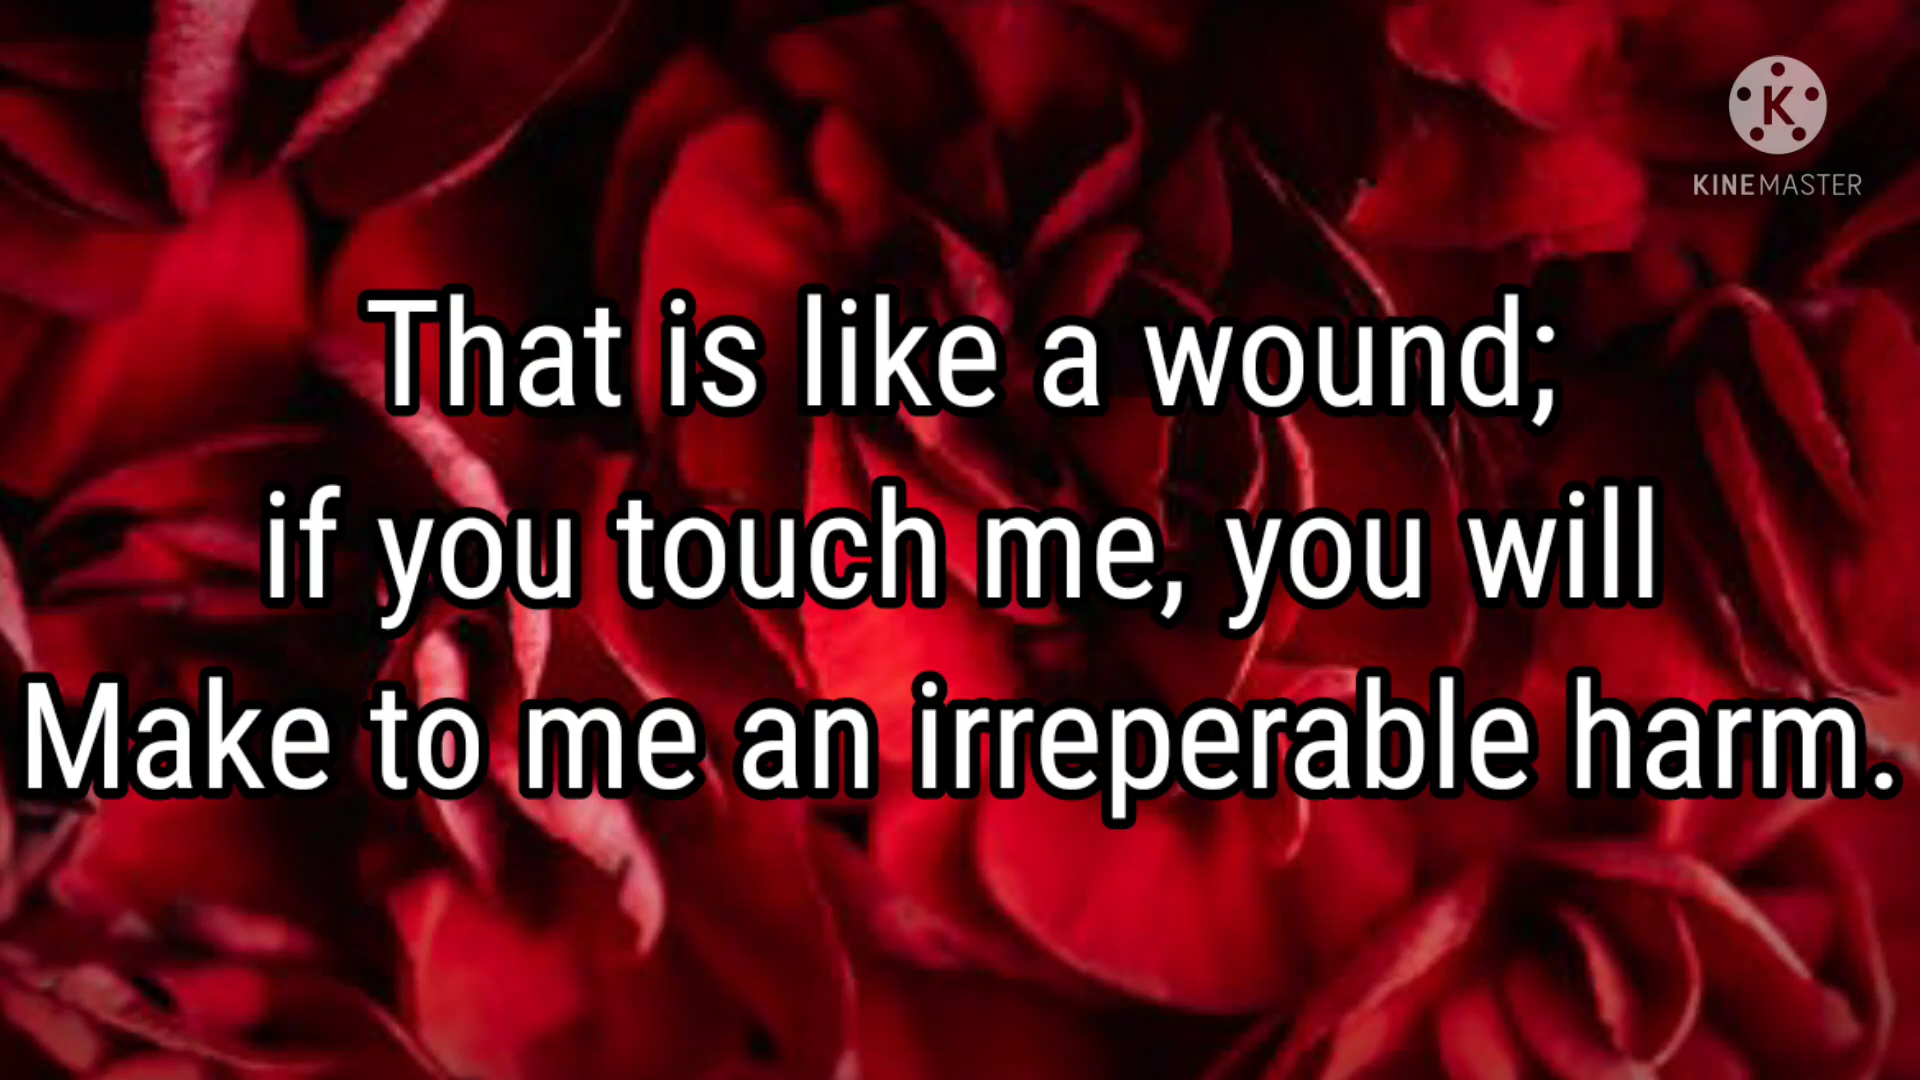 K
KINEMASTER
That is like a wound;
if you touch me, you will
Make to me an irreperable harm.